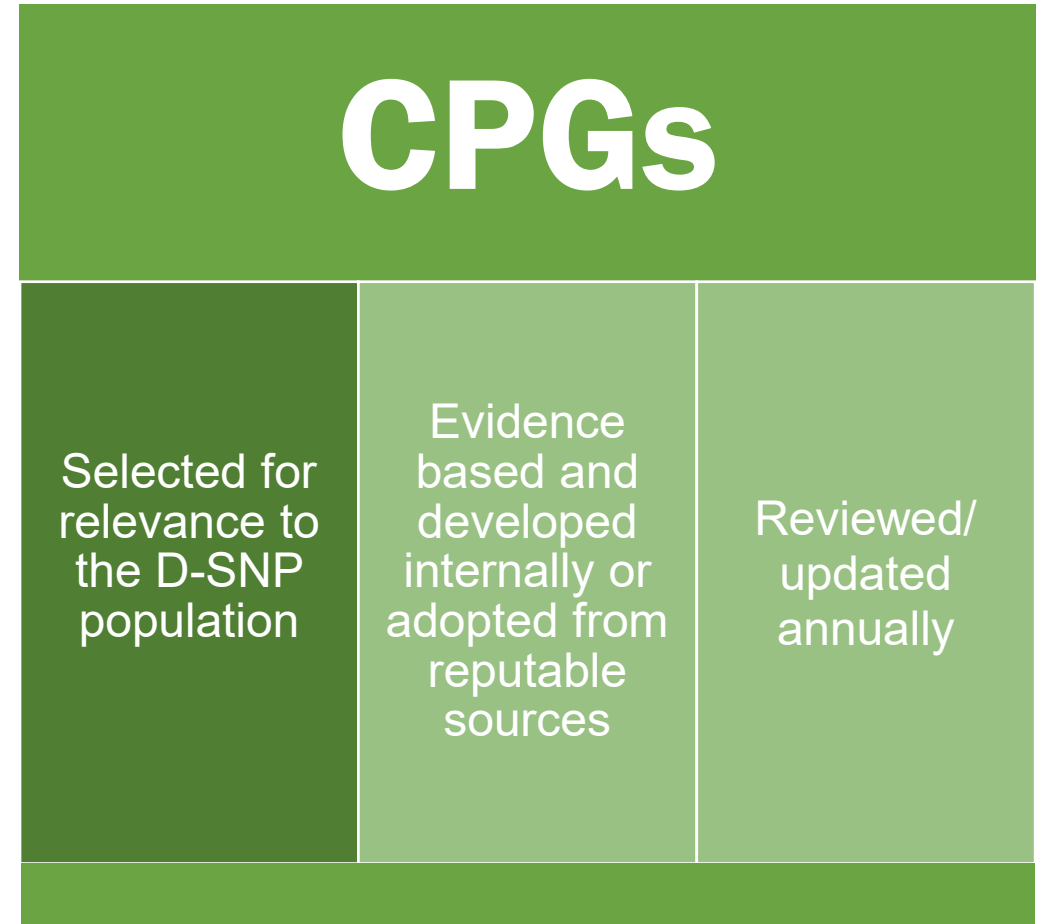 CPGs
Selected for
relevance to
the D-SNP
population
Evidence
based and
developed
internally or
adopted from
reputable
sources
Reviewed/
updated
annually